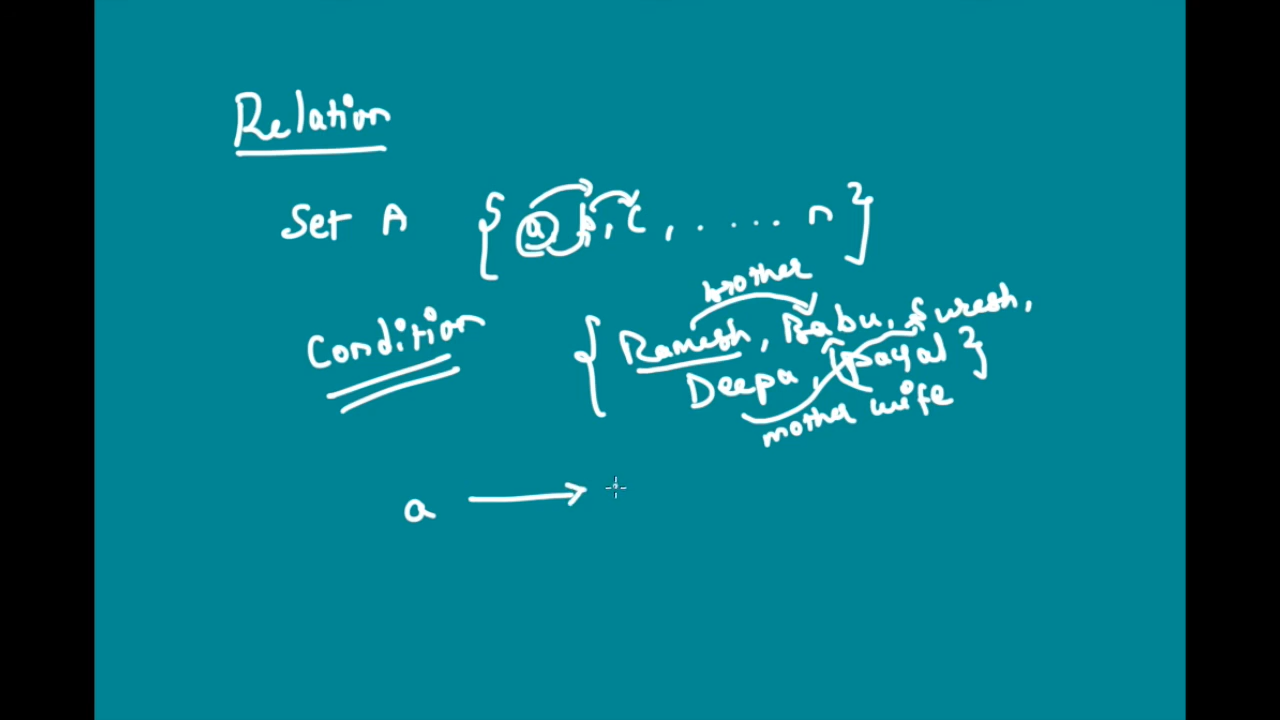 Relation
Set A { a, b, c, ..... n }
brother
Condition { Ramesh, Babu, Suresh,
Deepa, payal }
mother wife
a →